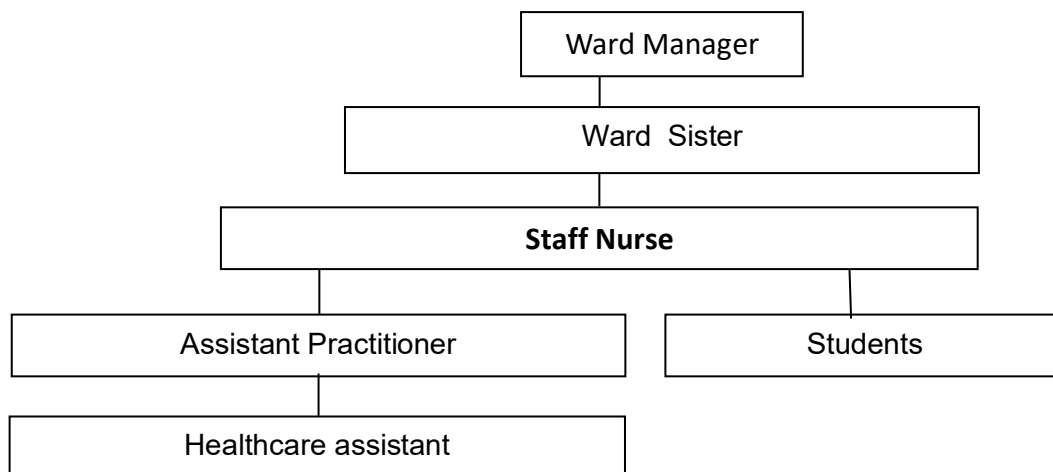 Ward Manager
Ward Sister
Staff Nurse
Assistant Practitioner
Students
Healthcare assistant